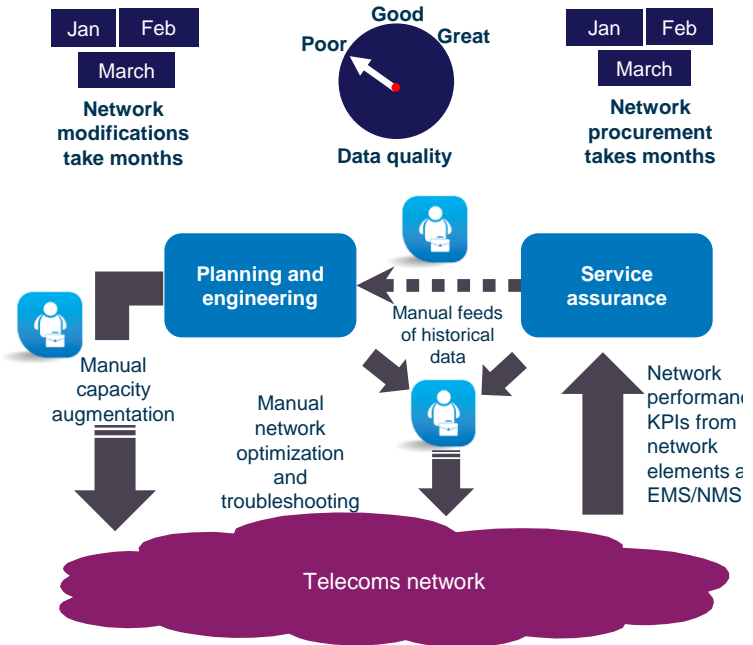 Jan
Feb
March
Network
modifications
take months
Good
Poor
Great
Data quality
Jan
Feb
March
Network
procurement
takes months
Planning and
engineering
Service
assurance
Manual feeds
of historical
data
Manual
capacity
augmentation
Manual
network
optimization
and
troubleshooting
Network
KPIs from
network
elements
EMS/NMS
Telecoms network